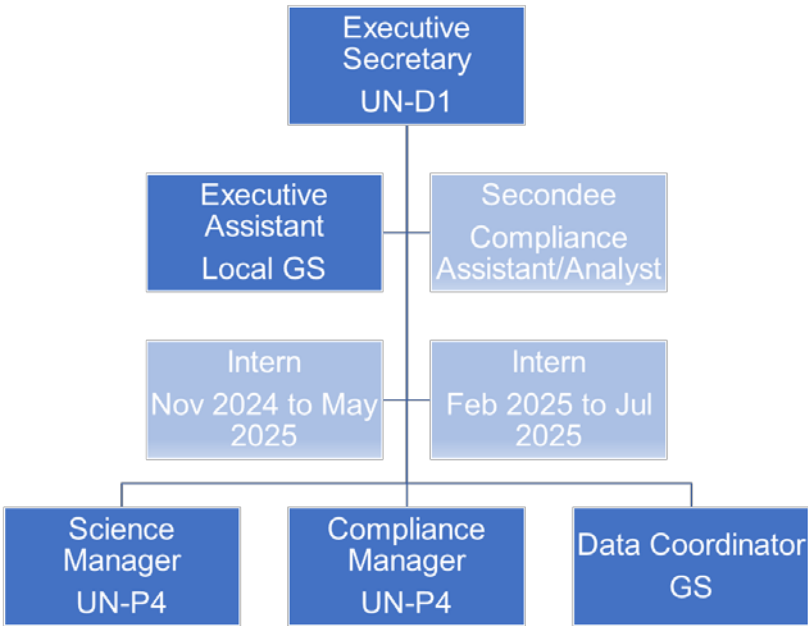 Executive
Secretary
UN-D1
Executive
Assistant
Local GS
Secondee
Compliance
Assistant/Analyst
Intern
Nov 2024 to May
2025
Intern
Feb 2025 to Jul
2025
Science
Manager
UN-P4
Compliance
Manager
UN-P4
Data Coordinator
GS